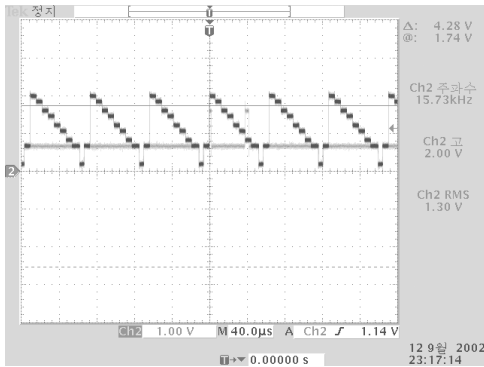 Tek 정지
T
T
Δ: 4.28 V
@: 1.74 V
Ch2 주파수
15.73kHz
Ch2 고
2.00 V
2
Ch2 RMS
1.30 V
Ch2 1.00 V M 40.0µs A Ch2 1.14 V
12 9월 2002
T 0.00000 s 23:17:14